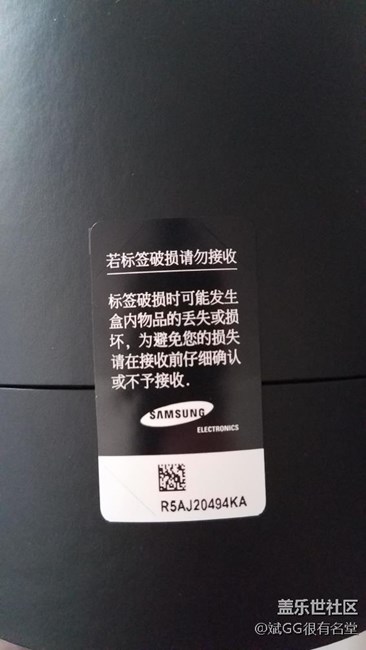 若标签破损请勿接收
标签破损时可能发生
盒内物品的丢失或损
坏，为避免您的损失
请在接收前仔细确认
或不予接收.
SAMSUNG
ELECTRONICS
R5AJ20494KA
盖乐世社区
@斌GG很有名堂